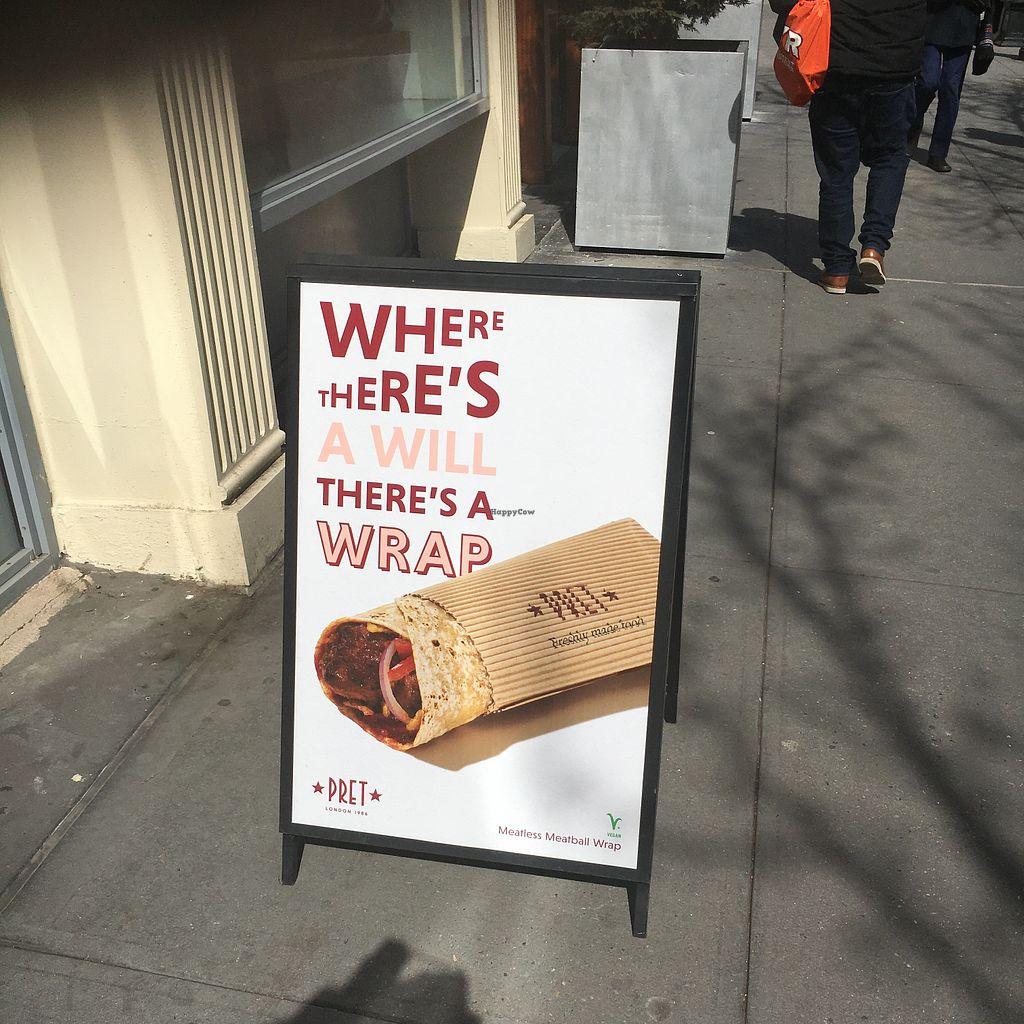 WHERE
THERE'S
A WILL
THERE'S A
HappyCow
WRAP
PRET
Freshly made food
PRET
LONDON 1986
V.
VEGAN
Meatless Meatball Wrap
R